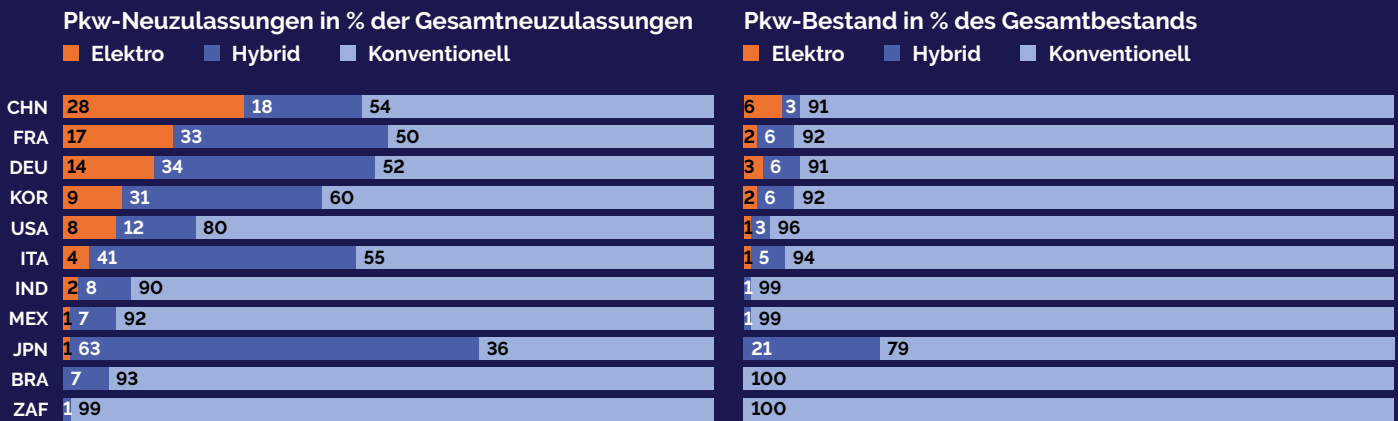 Pkw-Neuzulassungen in % der Gesamtneuzulassungen
Elektro Hybrid Konventionell
Pkw-Bestand in % des Gesamtbestands
Elektro Hybrid Konventionell
CHN 28 18 54 6 3 91
FRA 17 33 50 2 6 92
DEU 14 34 52 3 6 91
KOR 9 31 60 2 6 92
USA 8 12 80 1 3 96
ITA 4 41 55 1 5 94
IND 2 8 90 1 99
MEX 1 7 92 1 99
JPN 1 63 36 21 79
BRA 7 93 100
ZAF 1 99 100